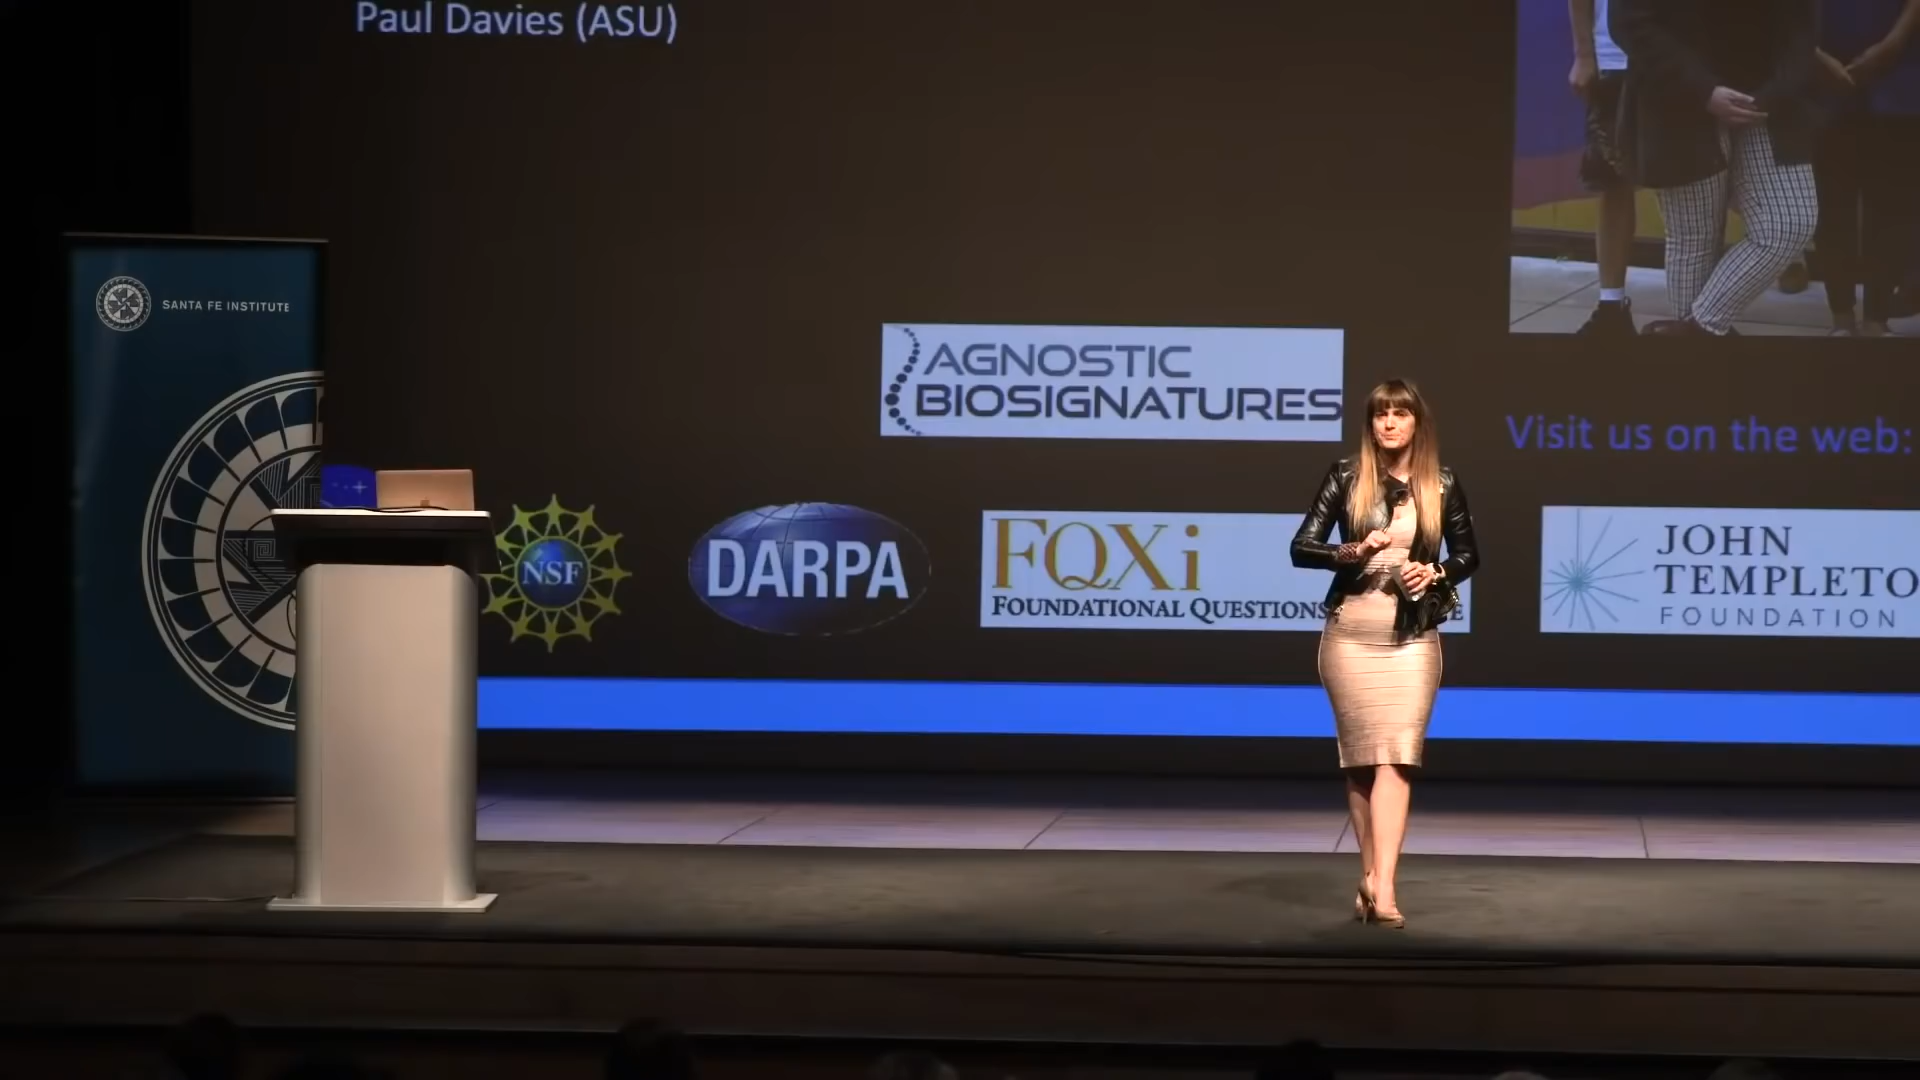 Paul Davies (ASU)
SANTA FE INSTITUTE
AGNOSTIC
BIOSIGNATURES
Visit us on the web:
NSF
DARPA
FQXi
FOUNDATIONAL QUESTIONS
JOHN
TEMPLETO
FOUNDATION